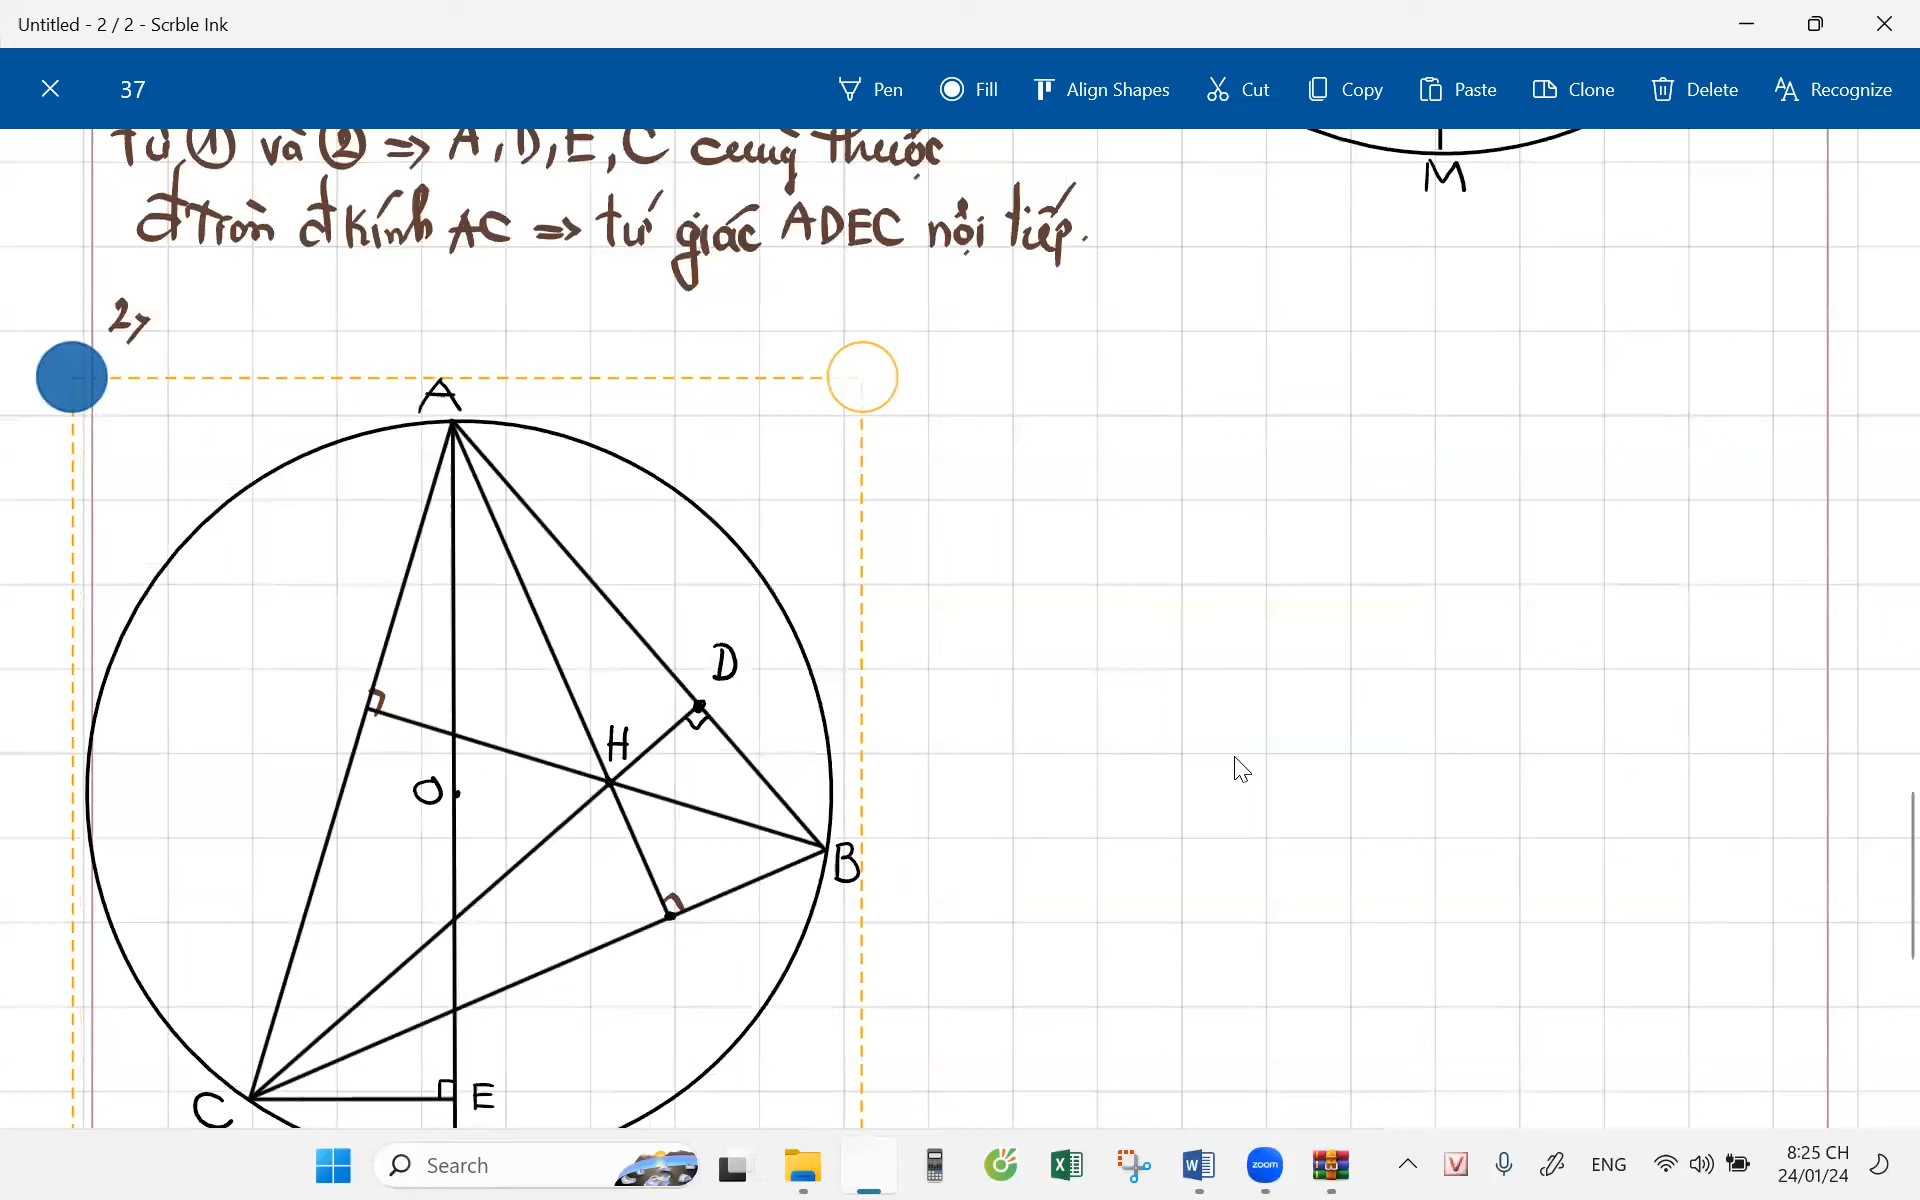 Untitled - 2 / 2 - Scrble Ink
37
Pen
Fill
Align Shapes
Cut
Copy
Paste
Clone
Delete
Recognize
Từ ① và ② => A, D, E, C cùng thuộc
đtròn đkính AC => tứ giác ADEC nội tiếp.
M
2,
A
D
H
O
B
C
E
Search
zoom
ENG
8:25 CH
24/01/24